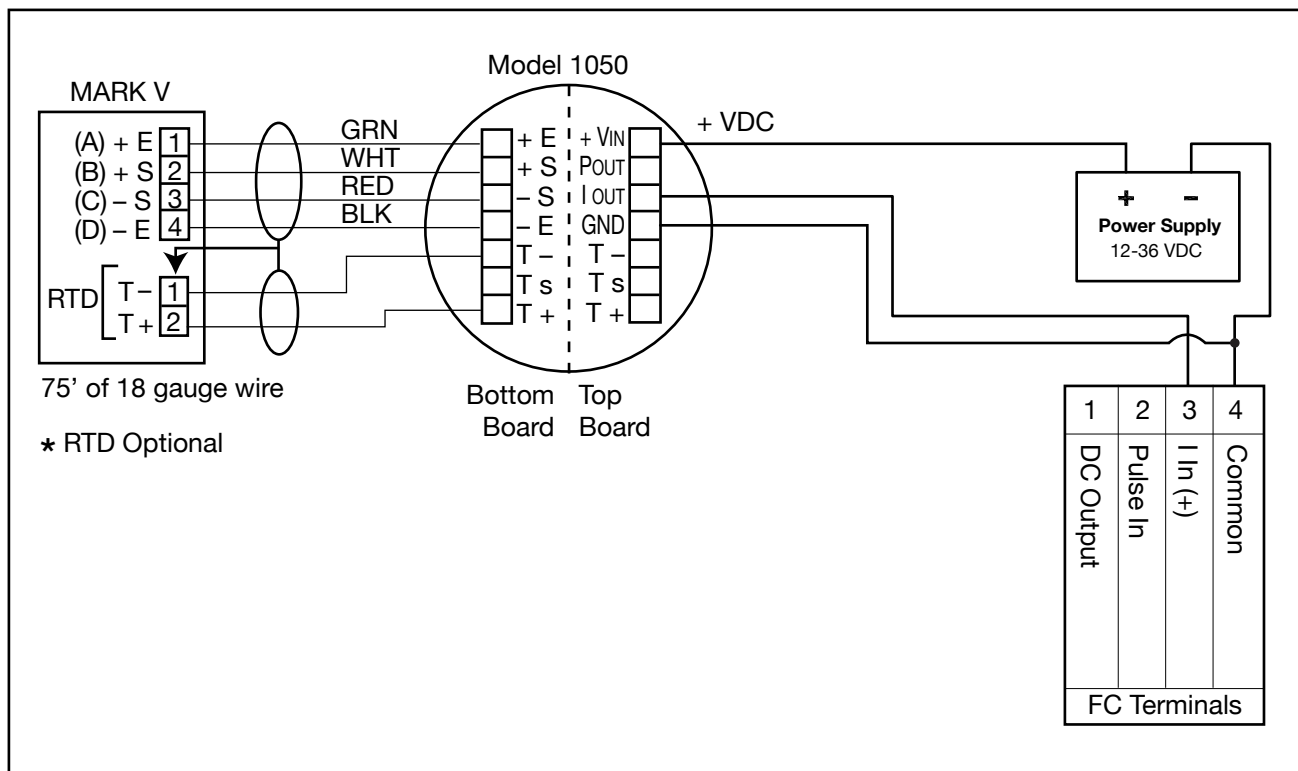 Model 1050
MARK V
(A) + E 1
(B) + S 2
(C) – S 3
(D) – E 4
RTD
T – 1
T + 2
GRN
WHT
RED
BLK
+ E
+ S
– S
– E
T –
T s
T +
+ VIN
POUT
I OUT
GND
T –
T s
T +
+ VDC
+ –
Power Supply
12-36 VDC
75’ of 18 gauge wire
* RTD Optional
Bottom
Board
Top
Board
1 2 3 4
DC Output
Pulse In
I In (+)
Common
FC Terminals